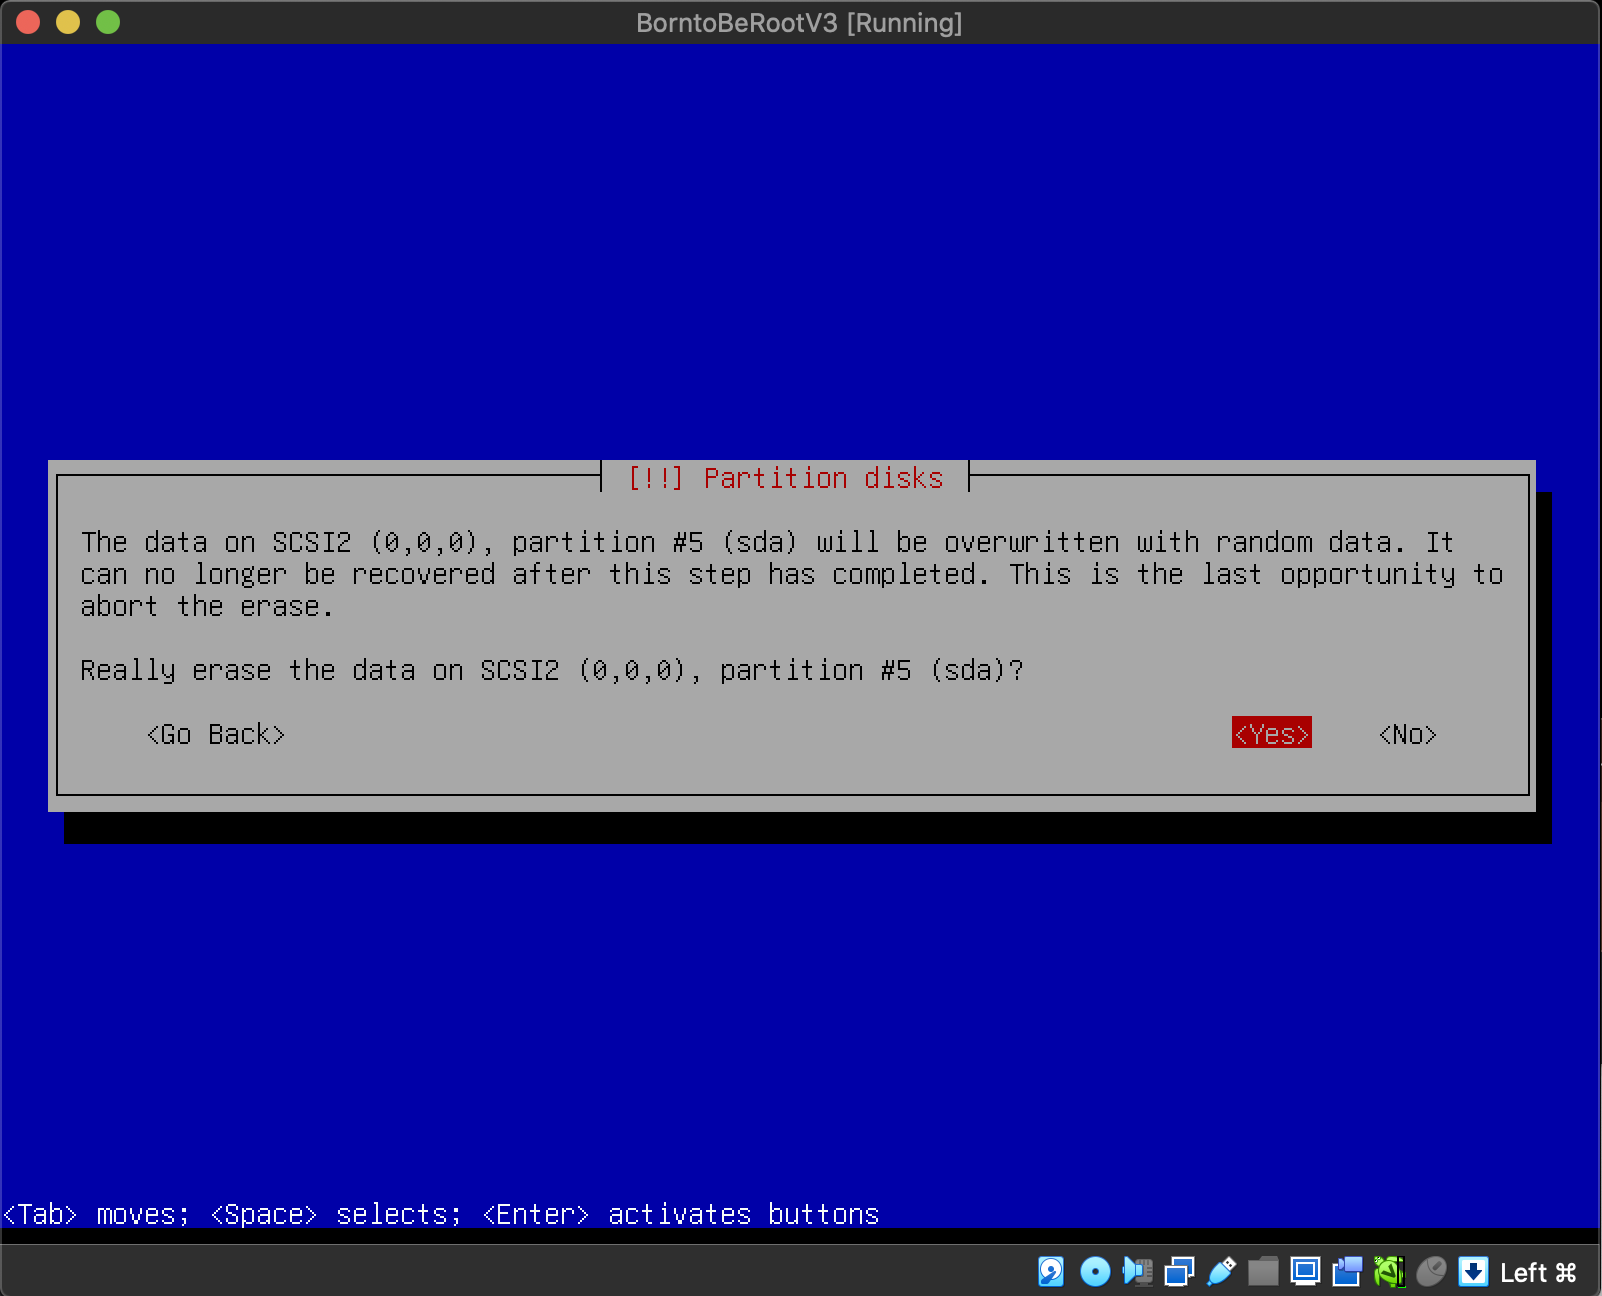 BorntoBeRootV3 [Running]
[!!] Partition disks
The data on SCSI2 (0,0,0), partition #5 (sda) will be overwritten with random data. It
can no longer be recovered after this step has completed. This is the last opportunity to
abort the erase.
Really erase the data on SCSI2 (0,0,0), partition #5 (sda)?
<Go Back> <Yes> <No>
<Tab> moves; <Space> selects; <Enter> activates buttons
Left ⌘